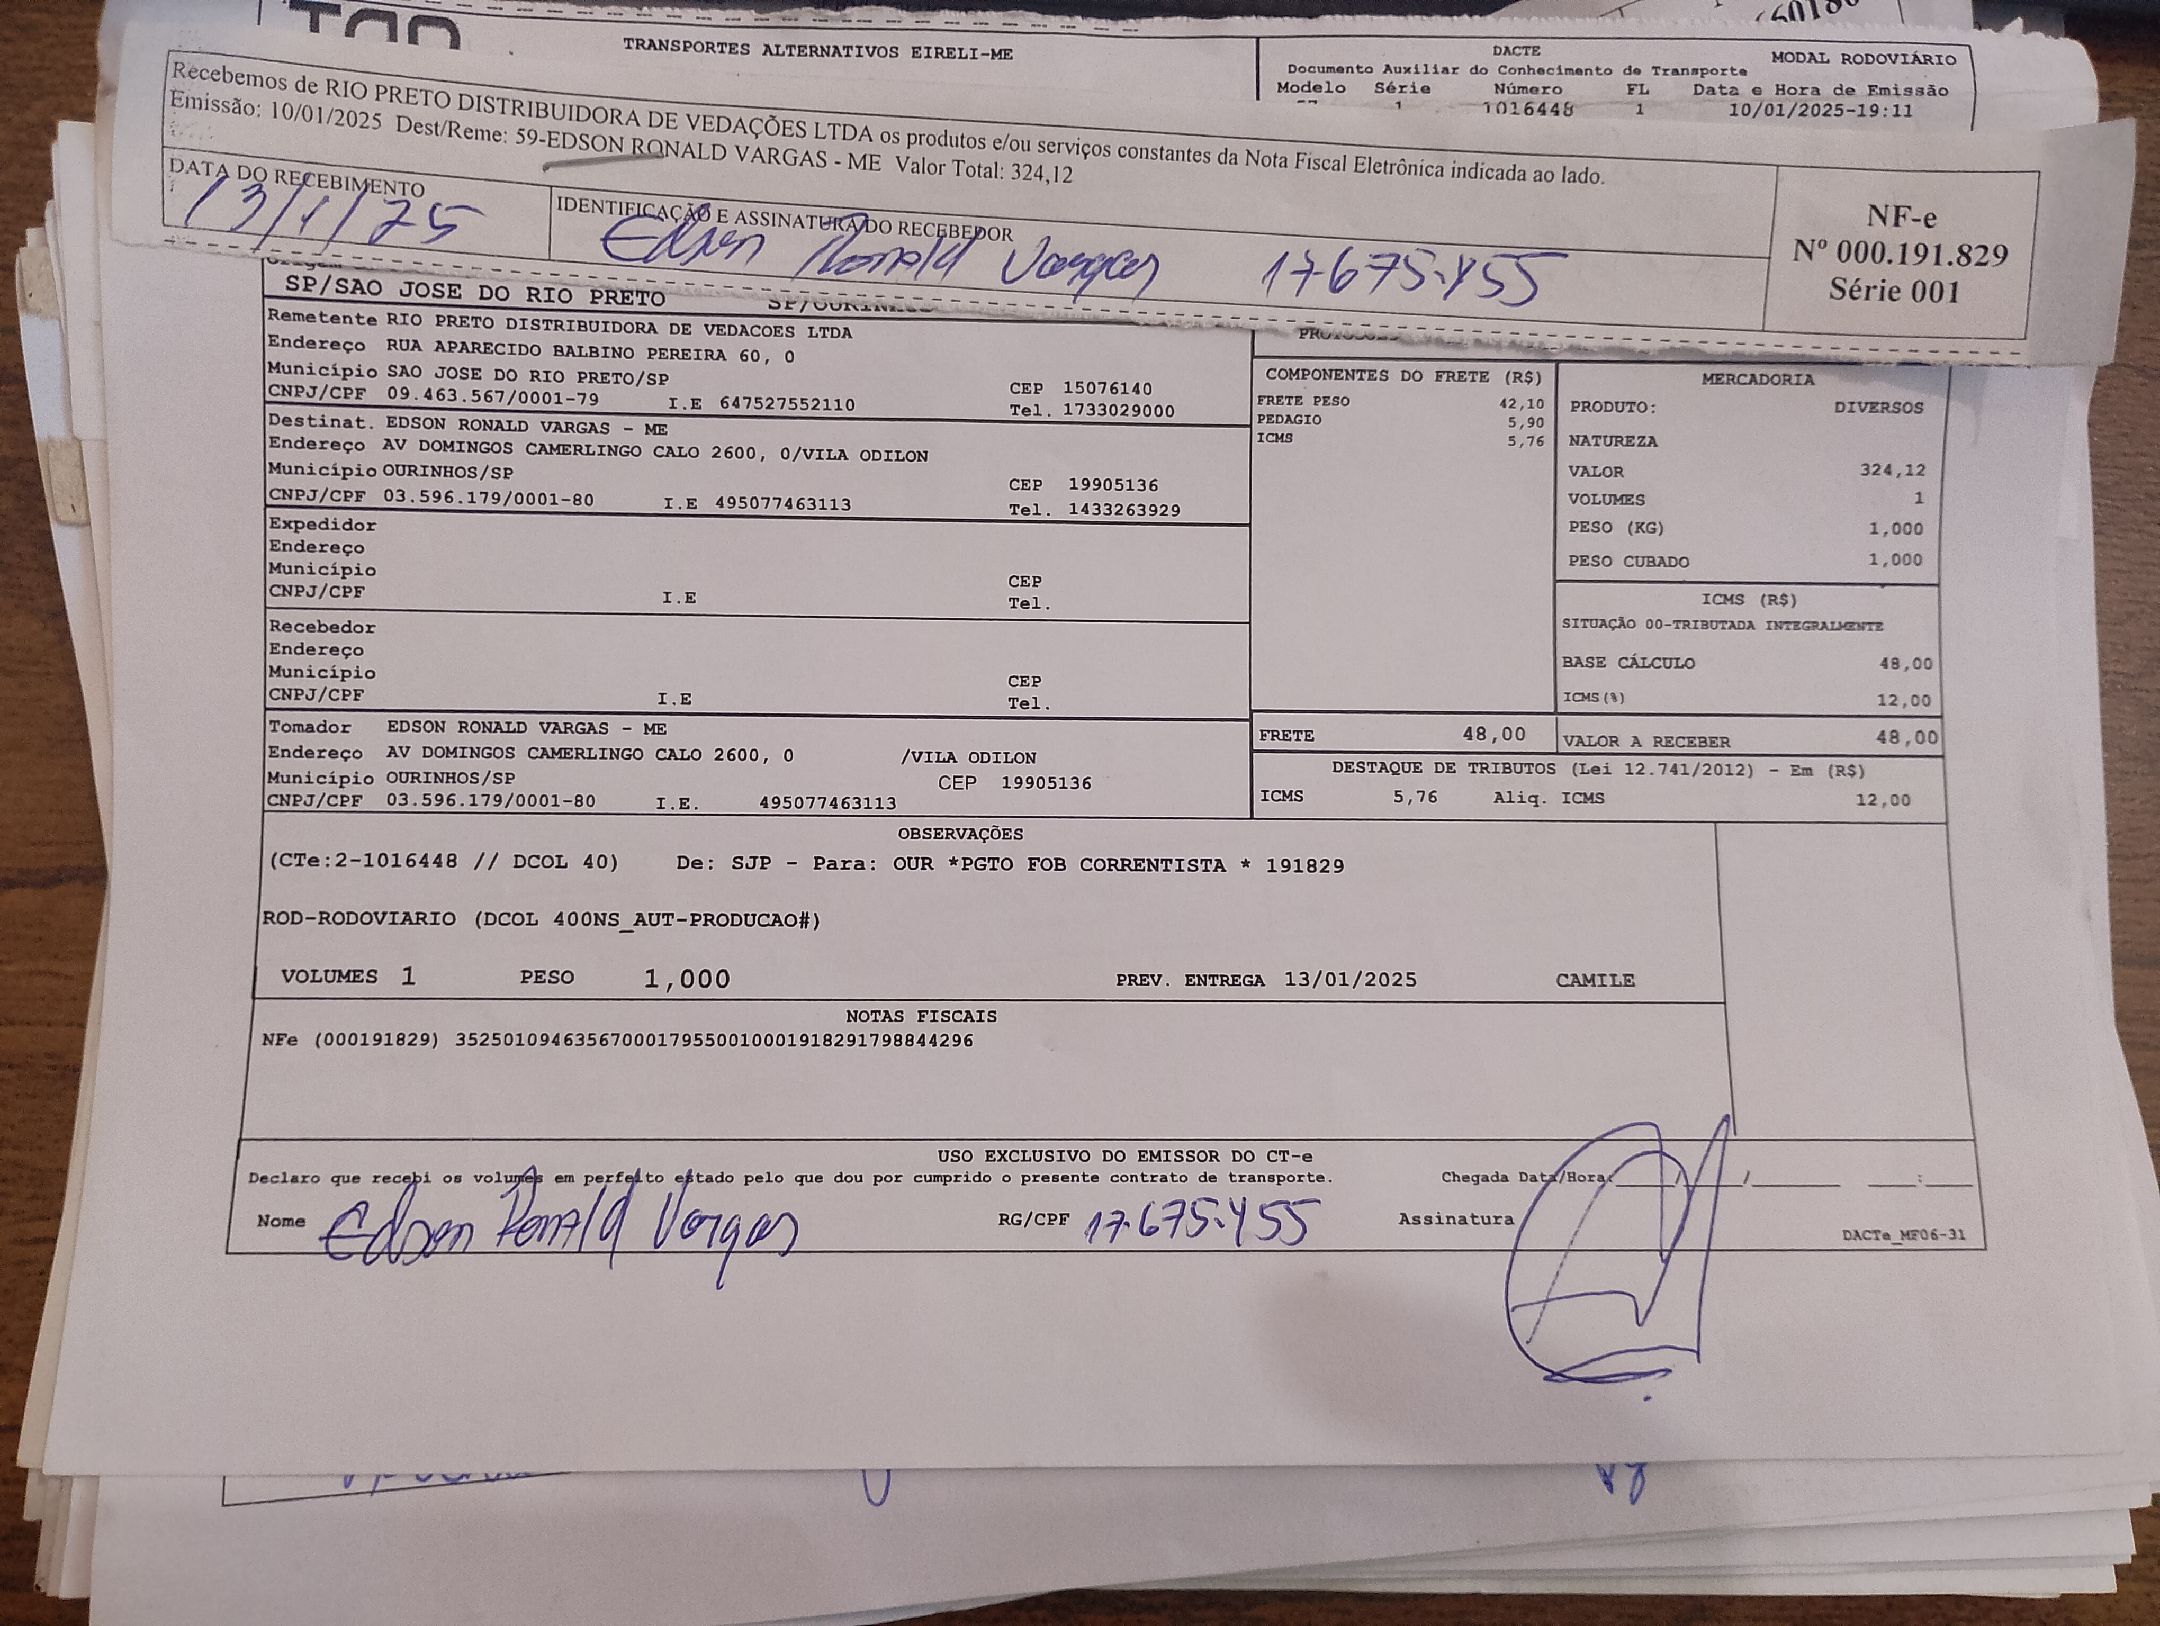 TRANSPORTES ALTERNATIVOS EIRELI-ME
DACTE
MODAL RODOVIÁRIO
Documento Auxiliar do Conhecimento de Transporte
Modelo Série Número FL Data e Hora de Emissão
1 1016448 1 10/01/2025-19:11
Recebemos de RIO PRETO DISTRIBUIDORA DE VEDAÇÕES LTDA os produtos e/ou serviços constantes da Nota Fiscal Eletrônica indicada ao lado.
Emissão: 10/01/2025 Dest/Reme: 59-EDSON RONALD VARGAS - ME Valor Total: 324,12
DATA DO RECEBIMENTO
13/1/25
IDENTIFICAÇÃO E ASSINATURA DO RECEBEDOR
Edson Ronald Vargas 17.675.455
NF-e
Nº 000.191.829
Série 001
SP/SAO JOSE DO RIO PRETO
Remetente RIO PRETO DISTRIBUIDORA DE VEDACOES LTDA
Endereço RUA APARECIDO BALBINO PEREIRA 60, 0
Município SAO JOSE DO RIO PRETO/SP CEP 15076140
CNPJ/CPF 09.463.567/0001-79 I.E 647527552110 Tel. 1733029000
Destinat. EDSON RONALD VARGAS - ME
Endereço AV DOMINGOS CAMERLINGO CALO 2600, 0/VILA ODILON
Município OURINHOS/SP CEP 19905136
CNPJ/CPF 03.596.179/0001-80 I.E 495077463113 Tel. 1433263929
Expedidor
Endereço
Município CEP
CNPJ/CPF I.E Tel.
Recebedor
Endereço
Município CEP
CNPJ/CPF I.E Tel.
Tomador EDSON RONALD VARGAS - ME
Endereço AV DOMINGOS CAMERLINGO CALO 2600, 0 /VILA ODILON
Município OURINHOS/SP CEP 19905136
CNPJ/CPF 03.596.179/0001-80 I.E. 495077463113
COMPONENTES DO FRETE (R$)
FRETE PESO 42,10
PEDAGIO 5,90
ICMS 5,76
MERCADORIA
PRODUTO: DIVERSOS
NATUREZA
VALOR 324,12
VOLUMES 1
PESO (KG) 1,000
PESO CUBADO 1,000
ICMS (R$)
SITUAÇÃO 00-TRIBUTADA INTEGRALMENTE
BASE CÁLCULO 48,00
ICMS(%) 12,00
FRETE 48,00
VALOR A RECEBER 48,00
DESTAQUE DE TRIBUTOS (Lei 12.741/2012) - Em (R$)
ICMS 5,76 Aliq. ICMS 12,00
OBSERVAÇÕES
(CTe:2-1016448 // DCOL 40) De: SJP - Para: OUR *PGTO FOB CORRENTISTA * 191829
ROD-RODOVIARIO (DCOL 400NS_AUT-PRODUCAO#)
VOLUMES 1 PESO 1,000 PREV. ENTREGA 13/01/2025 CAMILE
NOTAS FISCAIS
NFe (000191829) 35250109463567000179550010001918291798844296
USO EXCLUSIVO DO EMISSOR DO CT-e
Declaro que recebi os volumes em perfeito estado pelo que dou por cumprido o presente contrato de transporte. Chegada Data/Hora: / / :
Nome Edson Ronald Vargas RG/CPF 17.675.455 Assinatura
DACTe_MF06-31